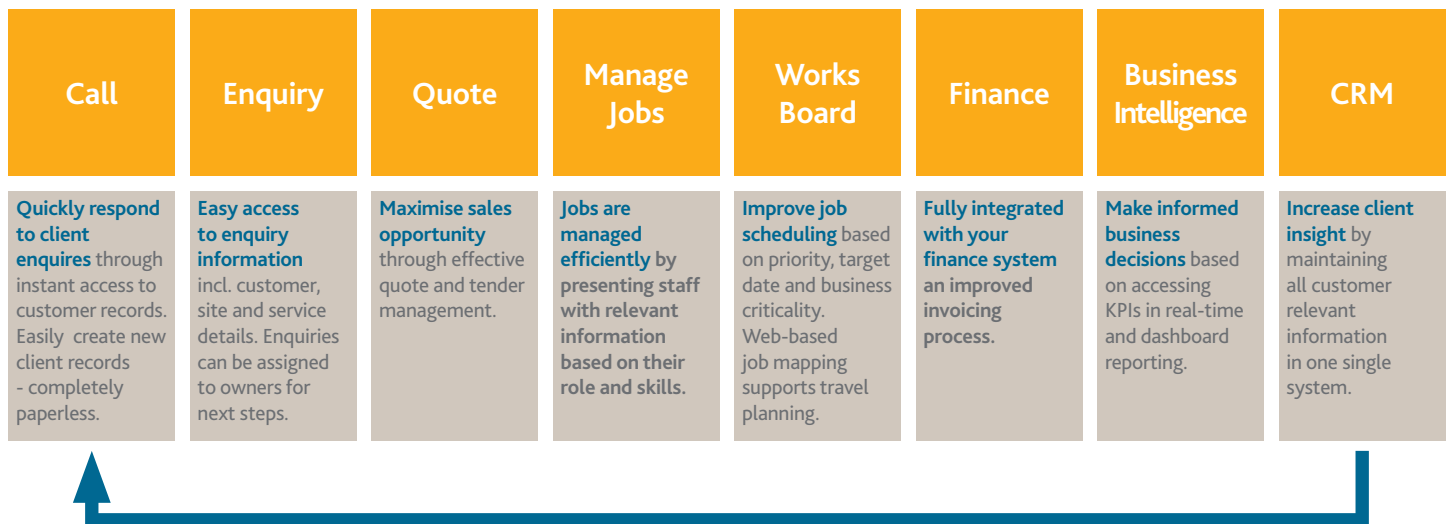 Call
Enquiry
Quote
Manage
Jobs
Works
Board
Finance
Business
Intelligence
CRM
Quickly respond
to client
enquires through
instant access to
customer records.
Easily create new
client records
- completely
paperless.
Easy access
to enquiry
information
incl. customer,
site and service
details. Enquiries
can be assigned
to owners for
next steps.
Maximise sales
opportunity
through effective
quote and tender
management.
Jobs are
managed
efficiently by
presenting staff
with relevant
information
based on their
role and skills.
Improve job
scheduling based
on priority, target
date and business
criticality.
Web-based
job mapping
supports travel
planning.
Fully integrated
with your
finance system
an improved
invoicing
process.
Make informed
business
decisions based
on accessing
KPIs in real-time
and dashboard
reporting.
Increase client
insight by
maintaining
all customer
relevant
information
in one single
system.